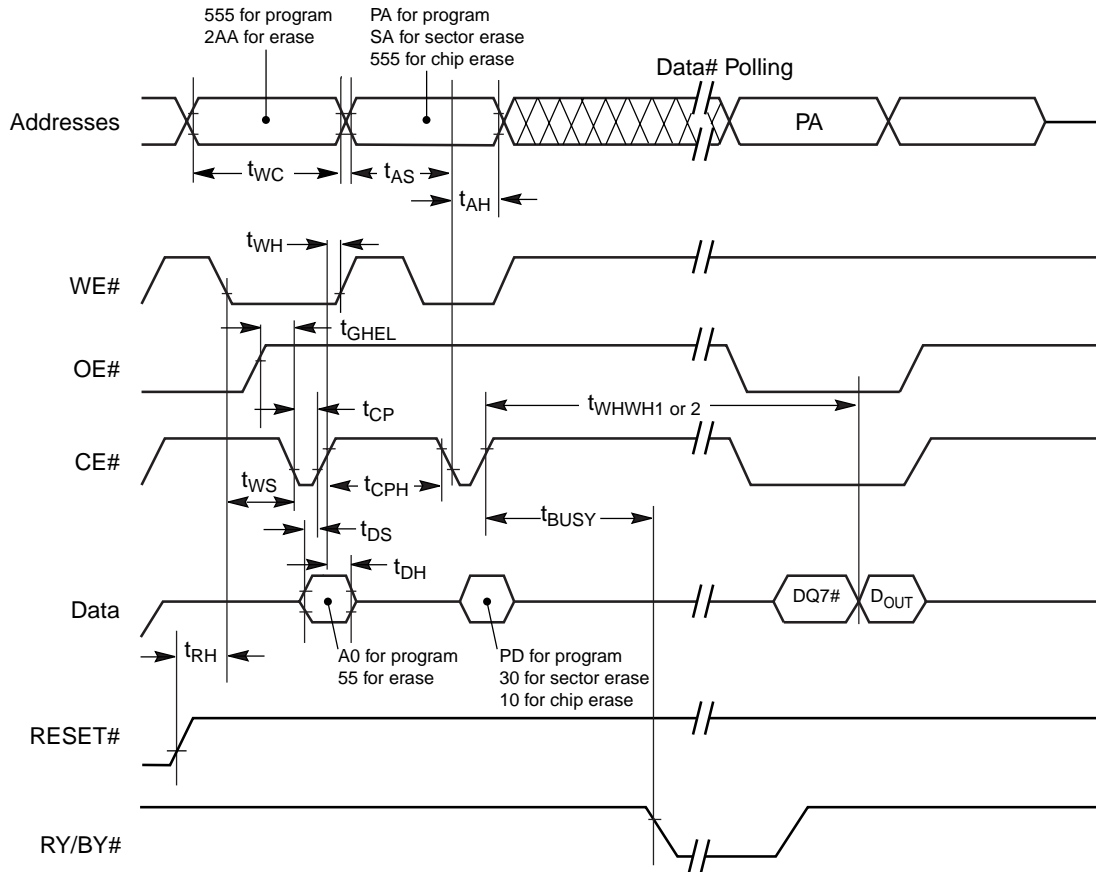 555 for program
2AA for erase
PA for program
SA for sector erase
555 for chip erase
Data# Polling
Addresses
PA
tWC
tAS
tAH
tWH
WE#
tGHEL
OE#
tWHWH1 or 2
tCP
CE#
tWS
tCPH
tBUSY
tDS
tDH
Data
DQ7#
DOUT
tRH
A0 for program
55 for erase
PD for program
30 for sector erase
10 for chip erase
RESET#
RY/BY#